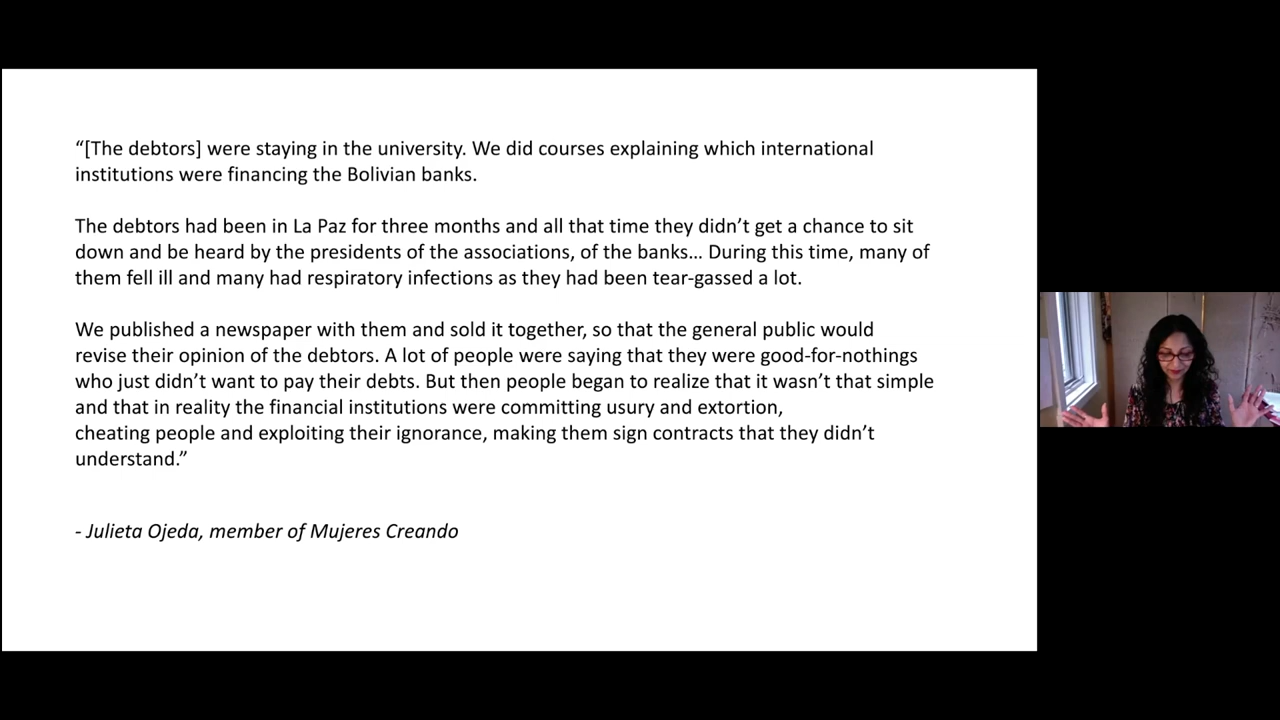 “[The debtors] were staying in the university. We did courses explaining which international
institutions were financing the Bolivian banks.
The debtors had been in La Paz for three months and all that time they didn’t get a chance to sit
down and be heard by the presidents of the associations, of the banks… During this time, many of
them fell ill and many had respiratory infections as they had been tear-gassed a lot.
We published a newspaper with them and sold it together, so that the general public would
revise their opinion of the debtors. A lot of people were saying that they were good-for-nothings
who just didn’t want to pay their debts. But then people began to realize that it wasn’t that simple
and that in reality the financial institutions were committing usury and extortion,
cheating people and exploiting their ignorance, making them sign contracts that they didn’t
understand.”
- Julieta Ojeda, member of Mujeres Creando